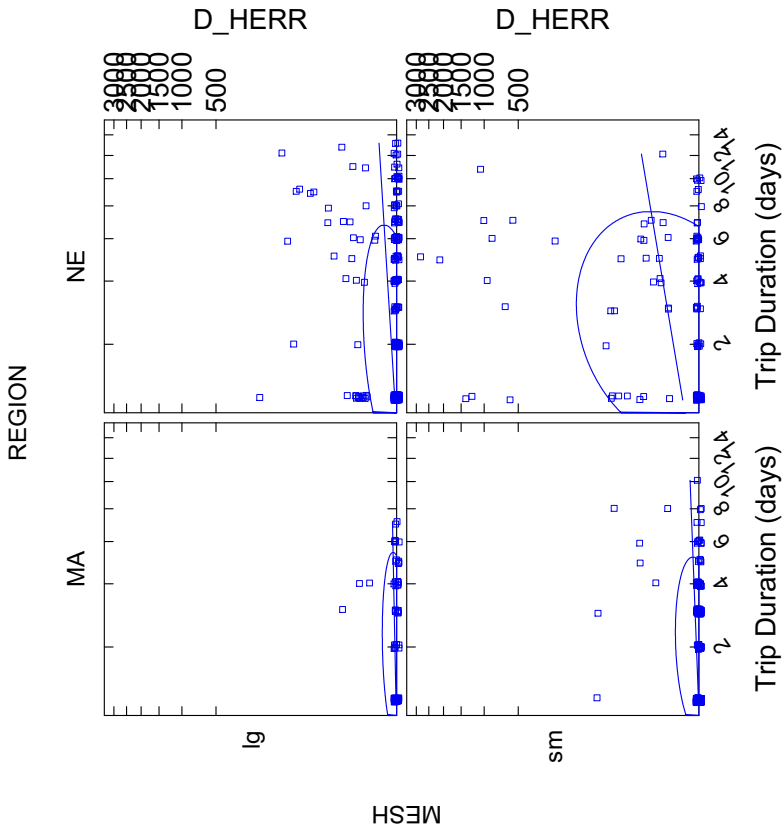 REGION
MA
NE
MESH
lg
sm
D_HERR
3000
2500
2000
1500
1000
500
D_HERR
3000
2500
2000
1500
1000
500
2
4
6
8
10
12
14
2
4
6
8
10
12
14
Trip Duration (days)
Trip Duration (days)